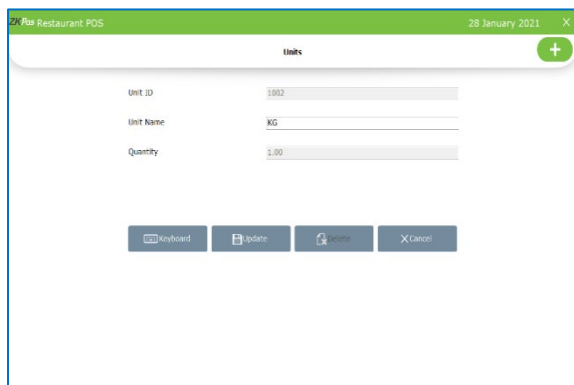 ZKPos Restaurant POS 28 January 2021 X
Units
+
Unit ID 1002
Unit Name KG
Quantity 1.00
Keyboard Update Delete Cancel